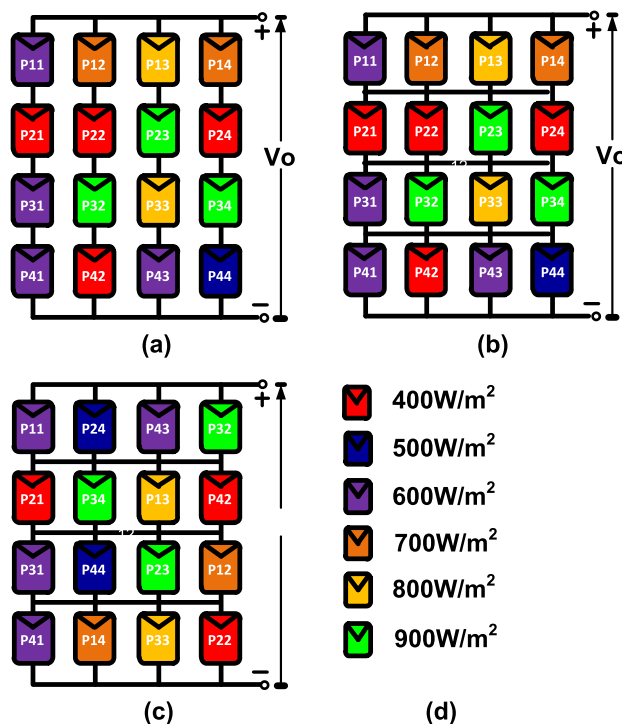 +
P11 P12 P13 P14
P21 P22 P23 P24
Vo
P31 P32 P33 P34
P41 P42 P43 P44
−
(a)
+
P11 P12 P13 P14
P21 P22 P23 P24
Vo
P31 P32 P33 P34
P41 P42 P43 P44
−
(b)
+
P11 P24 P43 P32
P21 P34 P13 P42
P31 P44 P23 P12
P41 P14 P33 P22
−
(c)
400W/m²
500W/m²
600W/m²
700W/m²
800W/m²
900W/m²
(d)